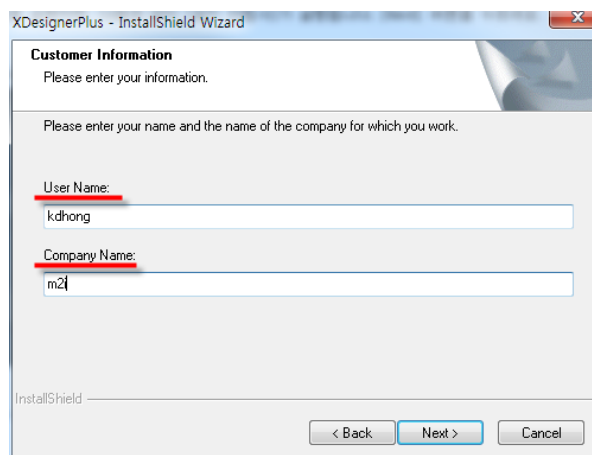 XDesignerPlus - InstallShield Wizard
Customer Information
Please enter your information.
Please enter your name and the name of the company for which you work.
User Name:
kdhong
Company Name:
m2i
InstallShield
< Back
Next >
Cancel